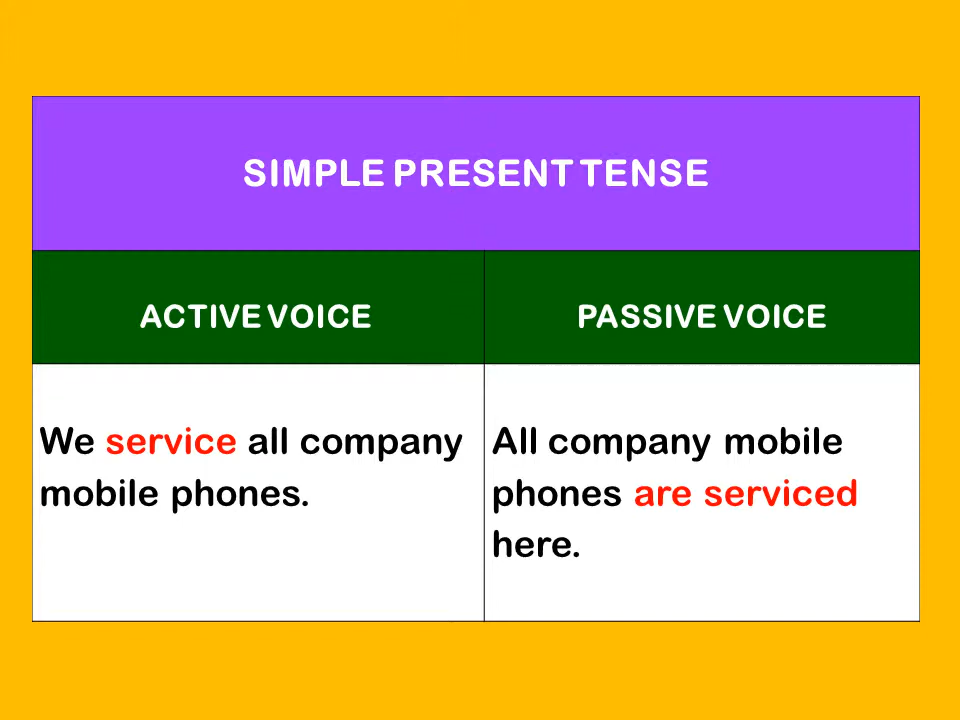 SIMPLE PRESENT TENSE
ACTIVE VOICE
PASSIVE VOICE
We service all company
mobile phones.
All company mobile
phones are serviced
here.